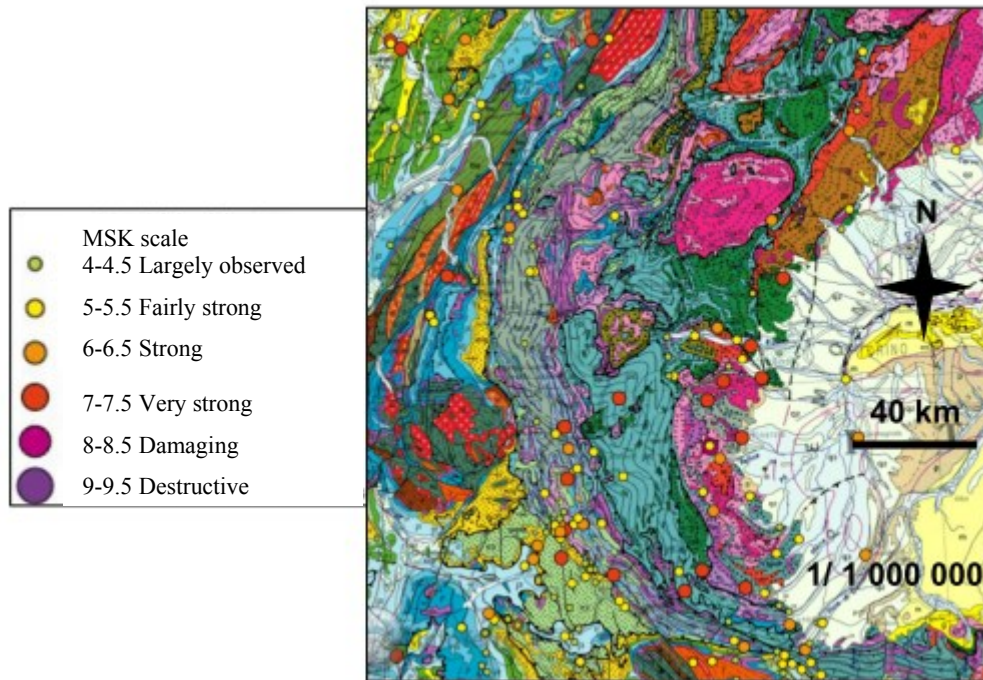 MSK scale
4-4.5 Largely observed
5-5.5 Fairly strong
6-6.5 Strong
7-7.5 Very strong
8-8.5 Damaging
9-9.5 Destructive
N
40 km
1/ 1 000 000